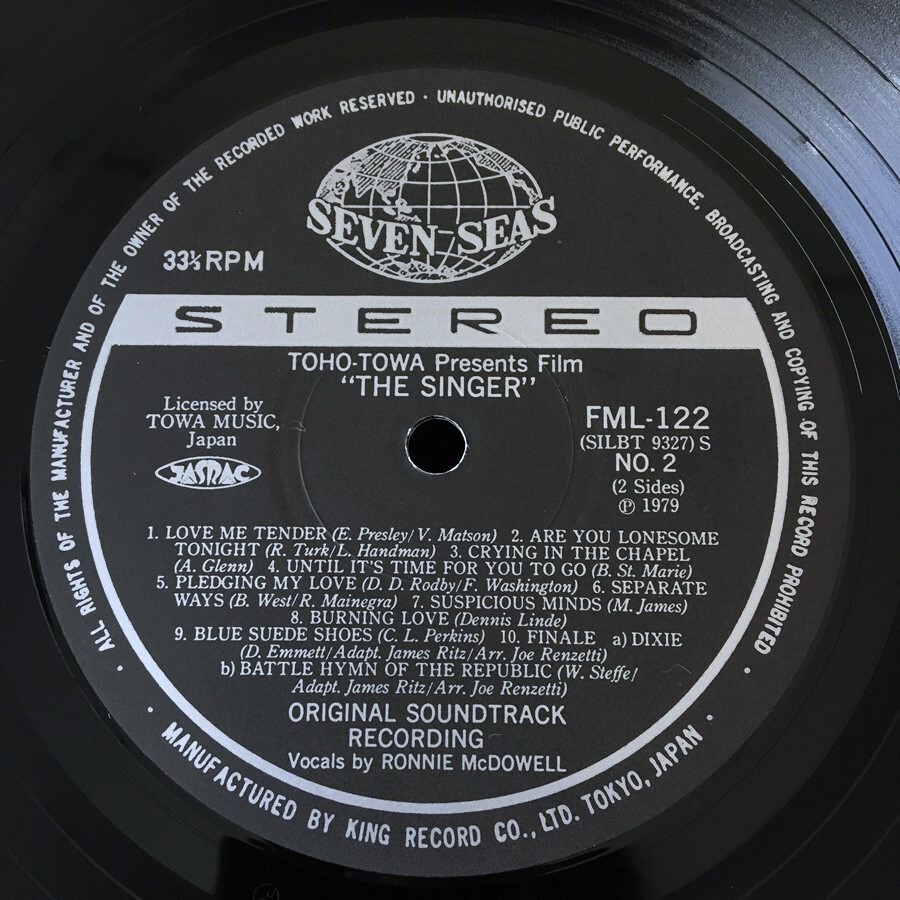 ALL RIGHTS OF THE MANUFACTURER AND OF THE OWNER OF THE RECORDED WORK RESERVED · UNAUTHORISED PUBLIC PERFORMANCE, BROADCASTING AND COPYING OF THIS RECORD PROHIBITED
SEVEN SEAS
33⅓RPM
STEREO
TOHO-TOWA Presents Film
"THE SINGER"
Licensed by
TOWA MUSIC,
Japan
JASRAC
FML-122
(SILBT 9327) S
NO. 2
(2 Sides)
℗ 1979
1. LOVE ME TENDER (E. Presley/V. Matson) 2. ARE YOU LONESOME
TONIGHT (R. Turk/L. Handman) 3. CRYING IN THE CHAPEL
(A. Glenn) 4. UNTIL IT'S TIME FOR YOU TO GO (B. St. Marie)
5. PLEDGING MY LOVE (D. D. Rodby/F. Washington) 6. SEPARATE
WAYS (B. West/R. Mainegra) 7. SUSPICIOUS MINDS (M. James)
8. BURNING LOVE (Dennis Linde)
9. BLUE SUEDE SHOES (C. L. Perkins) 10. FINALE a) DIXIE
(D. Emmett/Adapt. James Ritz/Arr. Joe Renzetti)
b) BATTLE HYMN OF THE REPUBLIC (W. Steffe/
Adapt. James Ritz/Arr. Joe Renzetti)
ORIGINAL SOUNDTRACK
RECORDING
Vocals by RONNIE McDOWELL
· MANUFACTURED BY KING RECORD CO., LTD. TOKYO, JAPAN ·